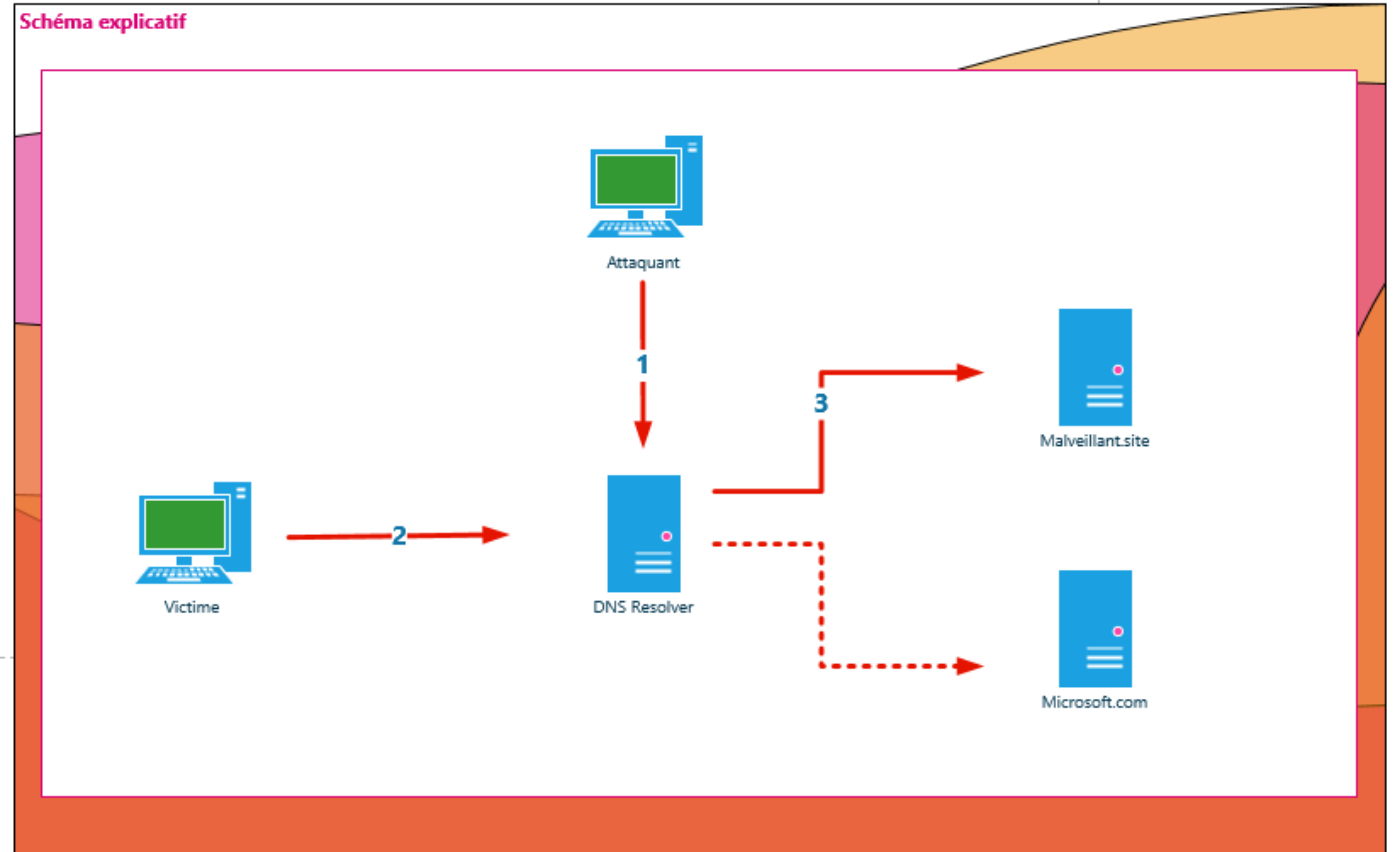 Schéma explicatif
Attaquant
1
3
Malveillant.site
2
Victime
DNS Resolver
Microsoft.com